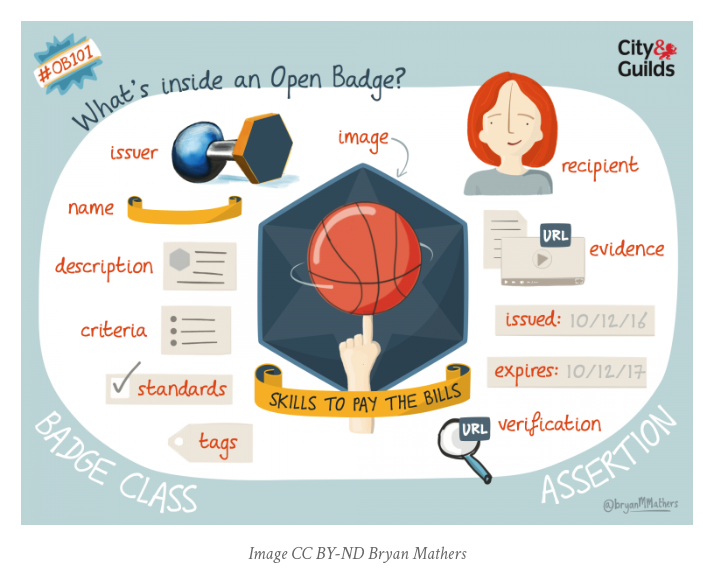 #OB101
City&
Guilds
What's inside an Open Badge?
issuer
image
recipient
name
URL
evidence
description
issued: 10/12/16
criteria
expires: 10/12/17
standards
SKILLS TO PAY THE BILLS
URL
verification
tags
BADGE CLASS
ASSERTION
@bryanMMathers
Image CC BY-ND Bryan Mathers